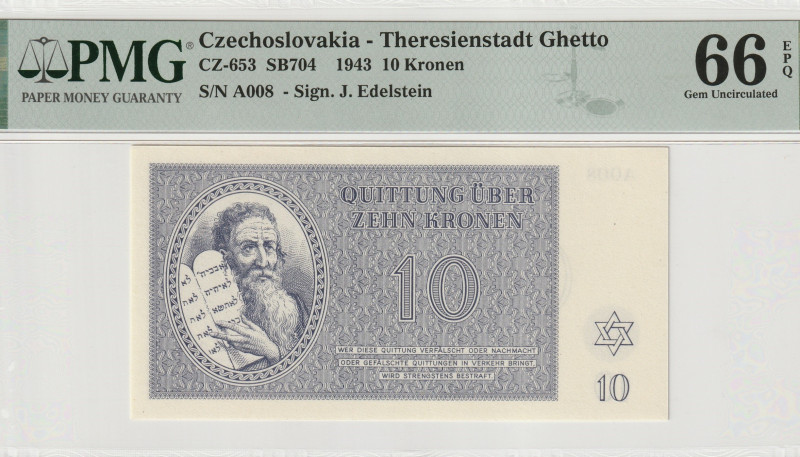 PMG®
PAPER MONEY GUARANTY
Czechoslovakia - Theresienstadt Ghetto
CZ-653 SB704 1943 10 Kronen
S/N A008 - Sign. J. Edelstein
66 EPQ
Gem Uncirculated
QUITTUNG ÜBER
ZEHN KRONEN
10
WER DIESE QUITTUNG VERFÄLSCHT ODER NACHMACHT
ODER GEFÄLSCHTE QUITTUNGEN IN VERKEHR BRINGT,
WIRD STRENGSTENS BESTRAFT.
10